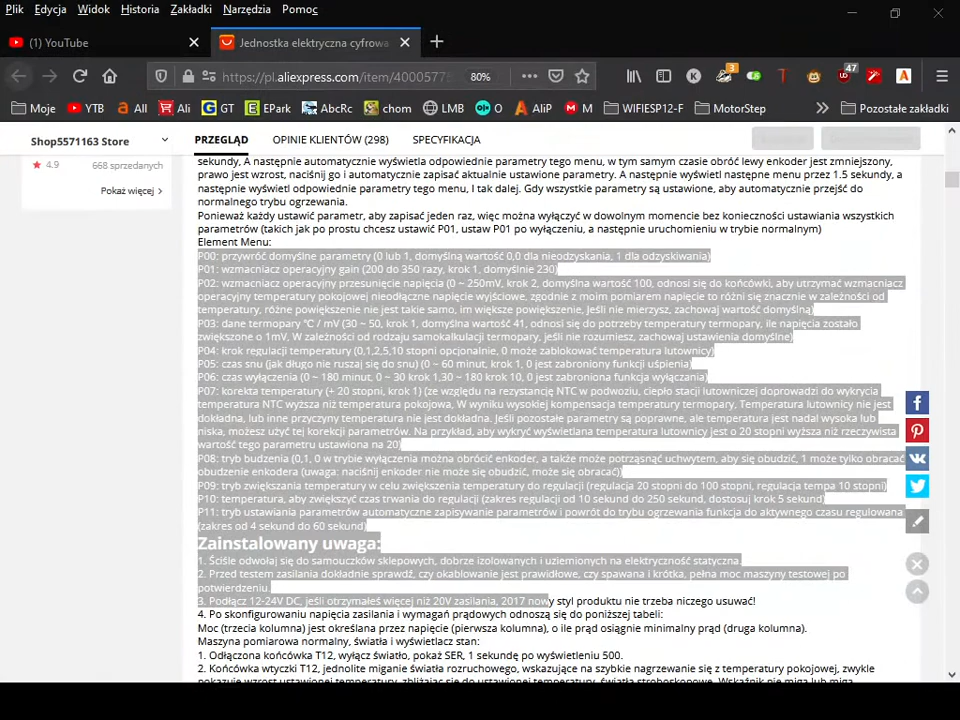 Plik Edycja Widok Historia Zakładki Narzędzia Pomoc
(1) YouTube
Jednostka elektryczna cyfrowa
https://pl.aliexpress.com/item/40005775
80%
3
47
Moje YTB All Ali GT EPark AbcRc chom LMB O AliP M WIFIESP12-F MotorStep Pozostałe zakładki
Shop5571163 Store
PRZEGLĄD OPINIE KLIENTÓW (298) SPECYFIKACJA
4.9 668 sprzedanych
Pokaż więcej
sekundy, A następnie automatycznie wyświetla odpowiednie parametry tego menu, w tym samym czasie obróć lewy enkoder jest zmniejszony,
prawo jest wzrost, naciśnij go i automatycznie zapisać aktualnie ustawione parametry. A następnie wyświetl następne menu przez 1.5 sekundy, a
następnie wyświetl odpowiednie parametry tego menu, I tak dalej. Gdy wszystkie parametry są ustawione, aby automatycznie przejść do
normalnego trybu ogrzewania.
Ponieważ każdy ustawić parametr, aby zapisać jeden raz, więc można wyłączyć w dowolnym momencie bez konieczności ustawiania wszystkich
parametrów (takich jak po prostu chcesz ustawić P01, ustaw P01 po wyłączeniu, a następnie uruchomieniu w trybie normalnym)
Element Menu:
P00: przywróć domyślne parametry (0 lub 1, domyślną wartość 0,0 dla nieodzyskania, 1 dla odzyskiwania)
P01: wzmacniacz operacyjny gain (200 do 350 razy, krok 1, domyślnie 230)
P02: wzmacniacz operacyjny przesunięcie napięcia (0 ~ 250mV, krok 2, domyślna wartość 100, odnosi się do końcówki, aby utrzymać wzmacniacz
operacyjny temperatury pokojowej nieodłączne napięcie wyjściowe, zgodnie z moim pomiarem napięcie to różni się znacznie w zależności od
temperatury, różne powiększenie nie jest takie samo, im większe powiększenie, Jeśli nie mierzysz, zachowaj wartość domyślną)
P03: dane termopary °C / mV (30 ~ 50, krok 1, domyślna wartość 41, odnosi się do potrzeby temperatury termopary, ile napięcia zostało
zwiększone o 1mV, W zależności od rodzaju samokalkulacji termopary, jeśli nie rozumiesz, zachowaj ustawienia domyślne)
P04: krok regulacji temperatury (0,1,2,5,10 stopni opcjonalnie, 0 może zablokować temperatura lutownicy)
P05: czas snu (jak długo nie ruszaj się do snu) (0 ~ 60 minut, krok 1, 0 jest zabroniony funkcja uśpienia)
P06: czas wyłączenia (0 ~ 180 minut, 0 ~ 30 krok 1,30 ~ 180 krok 10, 0 jest zabroniona funkcja wyłączania)
P07: korekta temperatury (+ 20 stopni, krok 1) (ze względu na rezystancję NTC w podwoziu, ciepło stacji lutowniczej doprowadzi do wykrycia
temperatura NTC wyższa niż temperatura pokojowa, W wyniku wysokiej kompensacja temperatury termopary. Temperatura lutownicy nie jest
dokładna, lub inne przyczyny temperatura nie jest dokładna. Jeśli pozostałe parametry są poprawne, ale temperatura jest nadal wysoka lub
niska, możesz użyć tej korekcji parametrów. Na przykład, aby wykryć wyświetlana temperatura lutownicy jest o 20 stopni wyższa niż rzeczywista
wartość tego parametru ustawiona na 20)
P08: tryb budzenia (0,1, 0 w trybie wyłączenia można obrócić enkoder, a także może potrząsnąć uchwytem, aby się obudzić, 1 może tylko obracać
obudzenie enkodera (uwaga: naciśnij enkoder nie może się obudzić, może się obracać))
P09: tryb zwiększania temperatury w celu zwiększenia temperatury do regulacji (regulacja 20 stopni do 100 stopni, regulacja tempa 10 stopni)
P10: temperatura, aby zwiększyć czas trwania do regulacji (zakres regulacji od 10 sekund do 250 sekund, dostosuj krok 5 sekund)
P11: tryb ustawiania parametrów automatyczne zapisywanie parametrów i powrót do trybu ogrzewania funkcja do aktywnego czasu regulowana
(zakres od 4 sekund do 60 sekund)
Zainstalowany uwaga:
1. Ściśle odwołaj się do samouczków sklepowych, dobrze izolowanych i uziemionych na elektryczność statyczna.
2. Przed testem zasilania dokładnie sprawdź, czy okablowanie jest prawidłowe, czy spawana i krótka, pełna moc maszyny testowej po
potwierdzeniu.
3. Podłącz 12-24V DC, jeśli otrzymałeś więcej niż 20V zasilania, 2017 nowy styl produktu nie trzeba niczego usuwać!
4. Po skonfigurowaniu napięcia zasilania i wymagań prądowych odnoszą się do poniższej tabeli:
Moc (trzecia kolumna) jest określana przez napięcie (pierwsza kolumna), o ile prąd osiągnie minimalny prąd (druga kolumna).
Maszyna pomiarowa normalny, światła i wyświetlacz stan:
1. Odłączona końcówka T12, wyłącz światło, pokaż SER, 1 sekundę po wyświetleniu 500.
2. Końcówka wtyczki T12, jednolite miganie światła rozruchowego, wskazujące na szybkie nagrzewanie się z temperatury pokojowej, zwykle
pokazuje wzrost ustawionej temperatury, zbliżając się do ustawionej temperatury, światła stroboskopowe. Wskaźnik nie miga lub miga